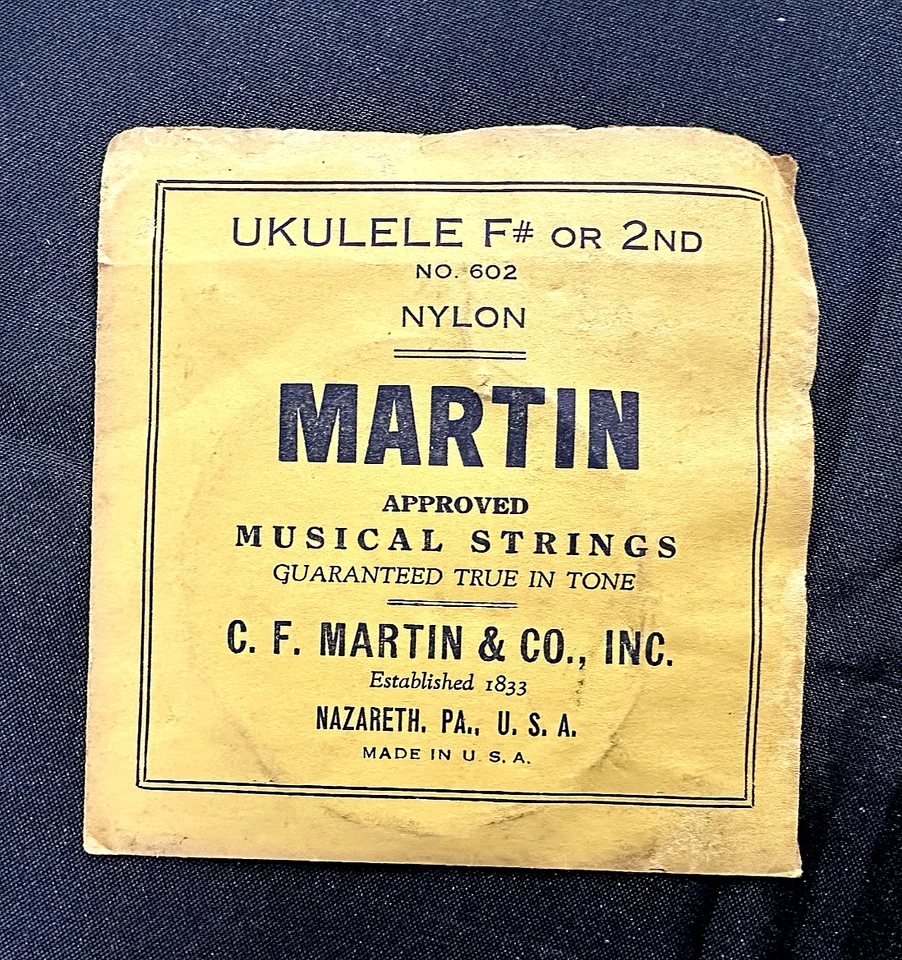 UKULELE F# OR 2ND
NO. 602
NYLON
MARTIN
APPROVED
MUSICAL STRINGS
GUARANTEED TRUE IN TONE
C. F. MARTIN & CO., INC.
Established 1833
NAZARETH, PA., U. S. A.
MADE IN U. S. A.